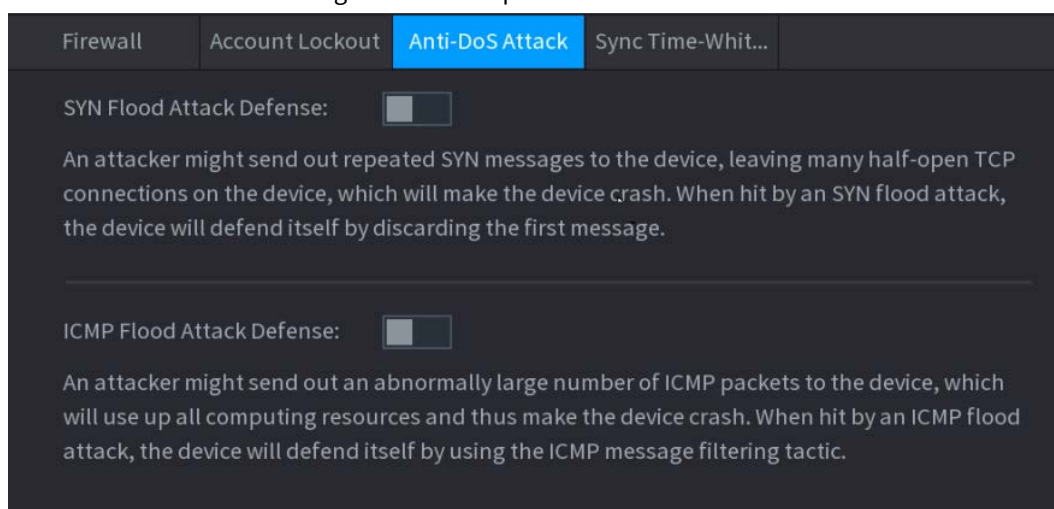 Firewall Account Lockout Anti-DoS Attack Sync Time-Whit...
SYN Flood Attack Defense:
An attacker might send out repeated SYN messages to the device, leaving many half-open TCP
connections on the device, which will make the device crash. When hit by an SYN flood attack,
the device will defend itself by discarding the first message.
ICMP Flood Attack Defense:
An attacker might send out an abnormally large number of ICMP packets to the device, which
will use up all computing resources and thus make the device crash. When hit by an ICMP flood
attack, the device will defend itself by using the ICMP message filtering tactic.